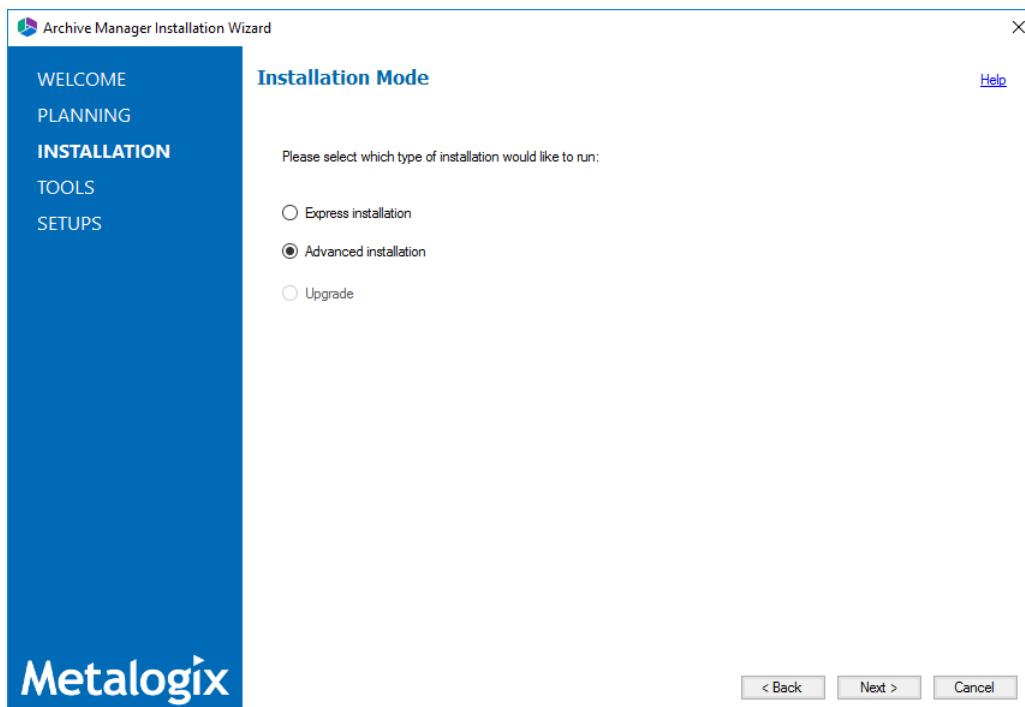 Archive Manager Installation Wizard
WELCOME
PLANNING
INSTALLATION
TOOLS
SETUPS
Installation Mode
Help
Please select which type of installation would like to run:
Express installation
Advanced installation
Upgrade
Metalogix
< Back
Next >
Cancel